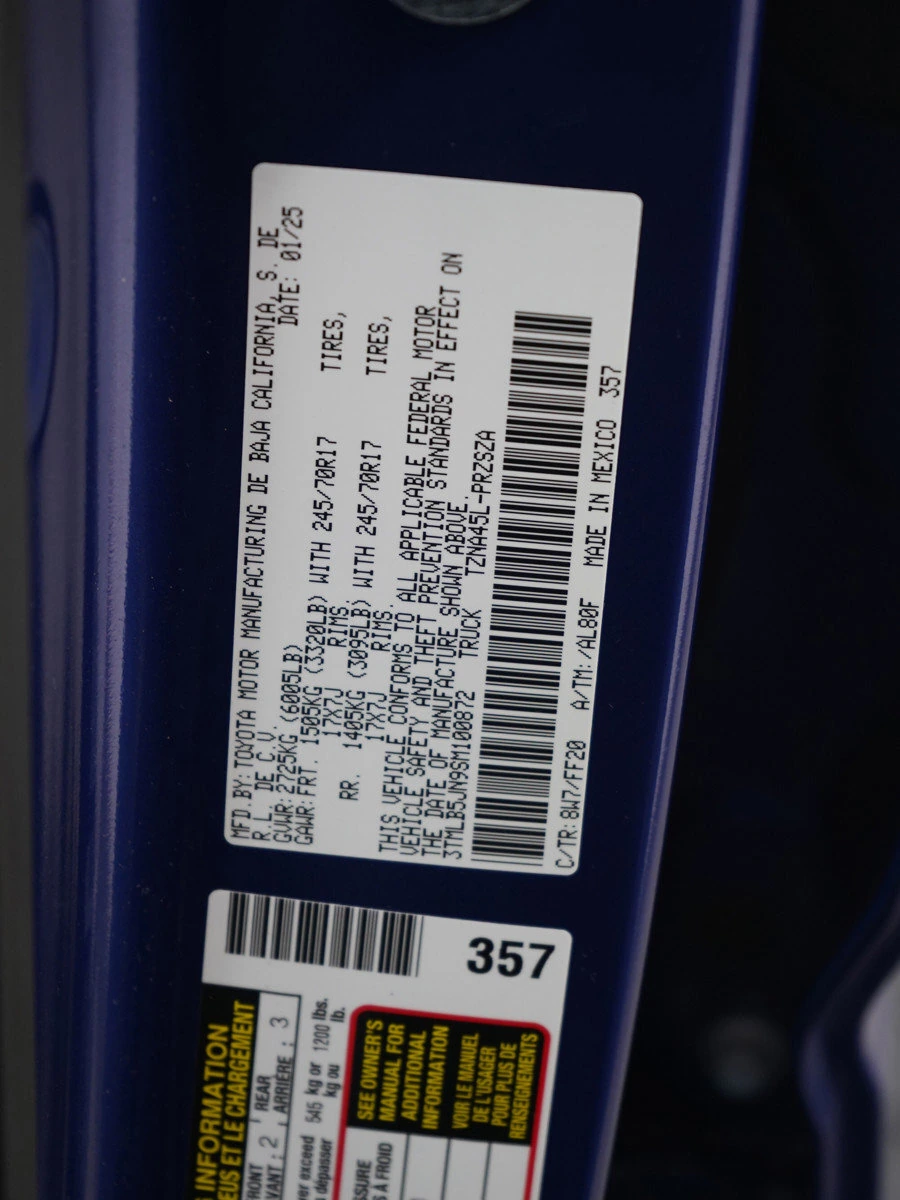 MFD.BY:TOYOTA MOTOR MANUFACTURING DE BAJA CALIFORNIA, S. DE
R.L. DE C.V. DATE: 01/25
GVWR:2725KG (6005LB)
GAWR:FRT. 1505KG (3320LB) WITH 245/70R17 TIRES,
17X7J RIMS.
RR. 1405KG (3095LB) WITH 245/70R17 TIRES,
17X7J RIMS.
THIS VEHICLE CONFORMS TO ALL APPLICABLE FEDERAL MOTOR
VEHICLE SAFETY AND THEFT PREVENTION STANDARDS IN EFFECT ON
THE DATE OF MANUFACTURE SHOWN ABOVE.
3TMLB5JN9SM100872 TRUCK TZNA45L-PRZSZA
C/TR:8W7/FF20 A/TM:/AL80F MADE IN MEXICO 357
357
INFORMATION
ET LE CHARGEMENT
2 REAR
ARRIÈRE : 3
exceed 545 kg or 1200 lbs.
dépasser kg ou lb.
SEE OWNER'S
MANUAL FOR
ADDITIONAL
INFORMATION
VOIR LE MANUEL
DE L'USAGER
POUR PLUS DE
RENSEIGNEMENTS
À FROID